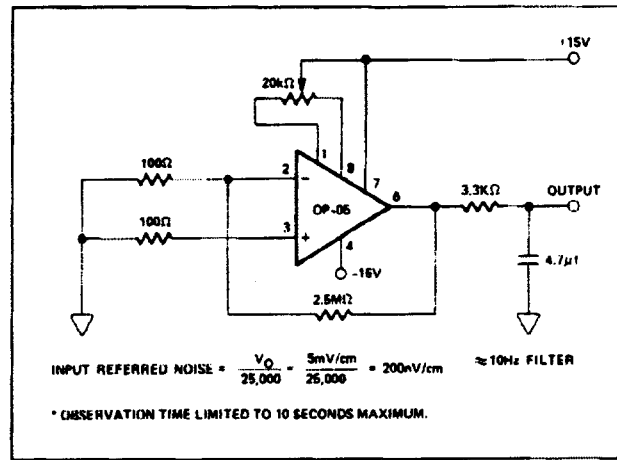 +15V
20kΩ
1
8
7
100Ω
2
−
6
3.3KΩ
OUTPUT
OP-05
100Ω
3
+
4
4.7µf
-15V
2.5MΩ
INPUT REFERRED NOISE = VO / 25,000 = 5mV/cm / 25,000 = 200nV/cm ≈10Hz FILTER
* OBSERVATION TIME LIMITED TO 10 SECONDS MAXIMUM.